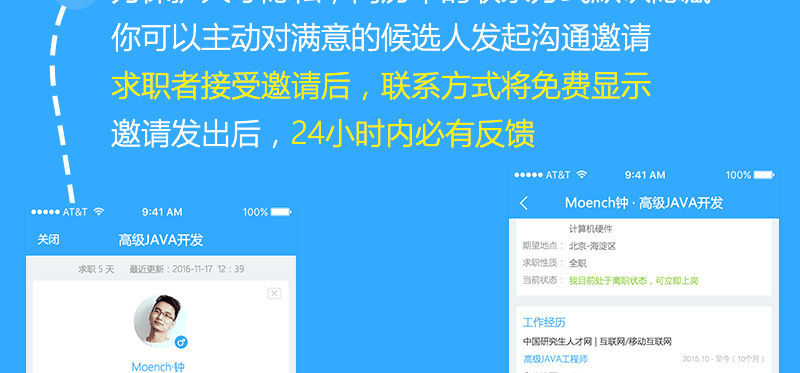 你可以主动对满意的候选人发起沟通邀请
求职者接受邀请后，联系方式将免费显示
邀请发出后，24小时内必有反馈
AT&T 9:41 AM 100%
关闭 高级JAVA开发
求职 5 天 最近更新：2016-11-17 12：39
Moench·钟
AT&T 9:41 AM 100%
Moench钟 · 高级JAVA开发
计算机硬件
期望地点： 北京-海淀区
求职性质： 全职
当前状态： 我目前处于离职状态，可立即上岗
工作经历
中国研究生人才网 | 互联网/移动互联网
高级JAVA工程师 2015.10 - 至今 ( 10个月 )